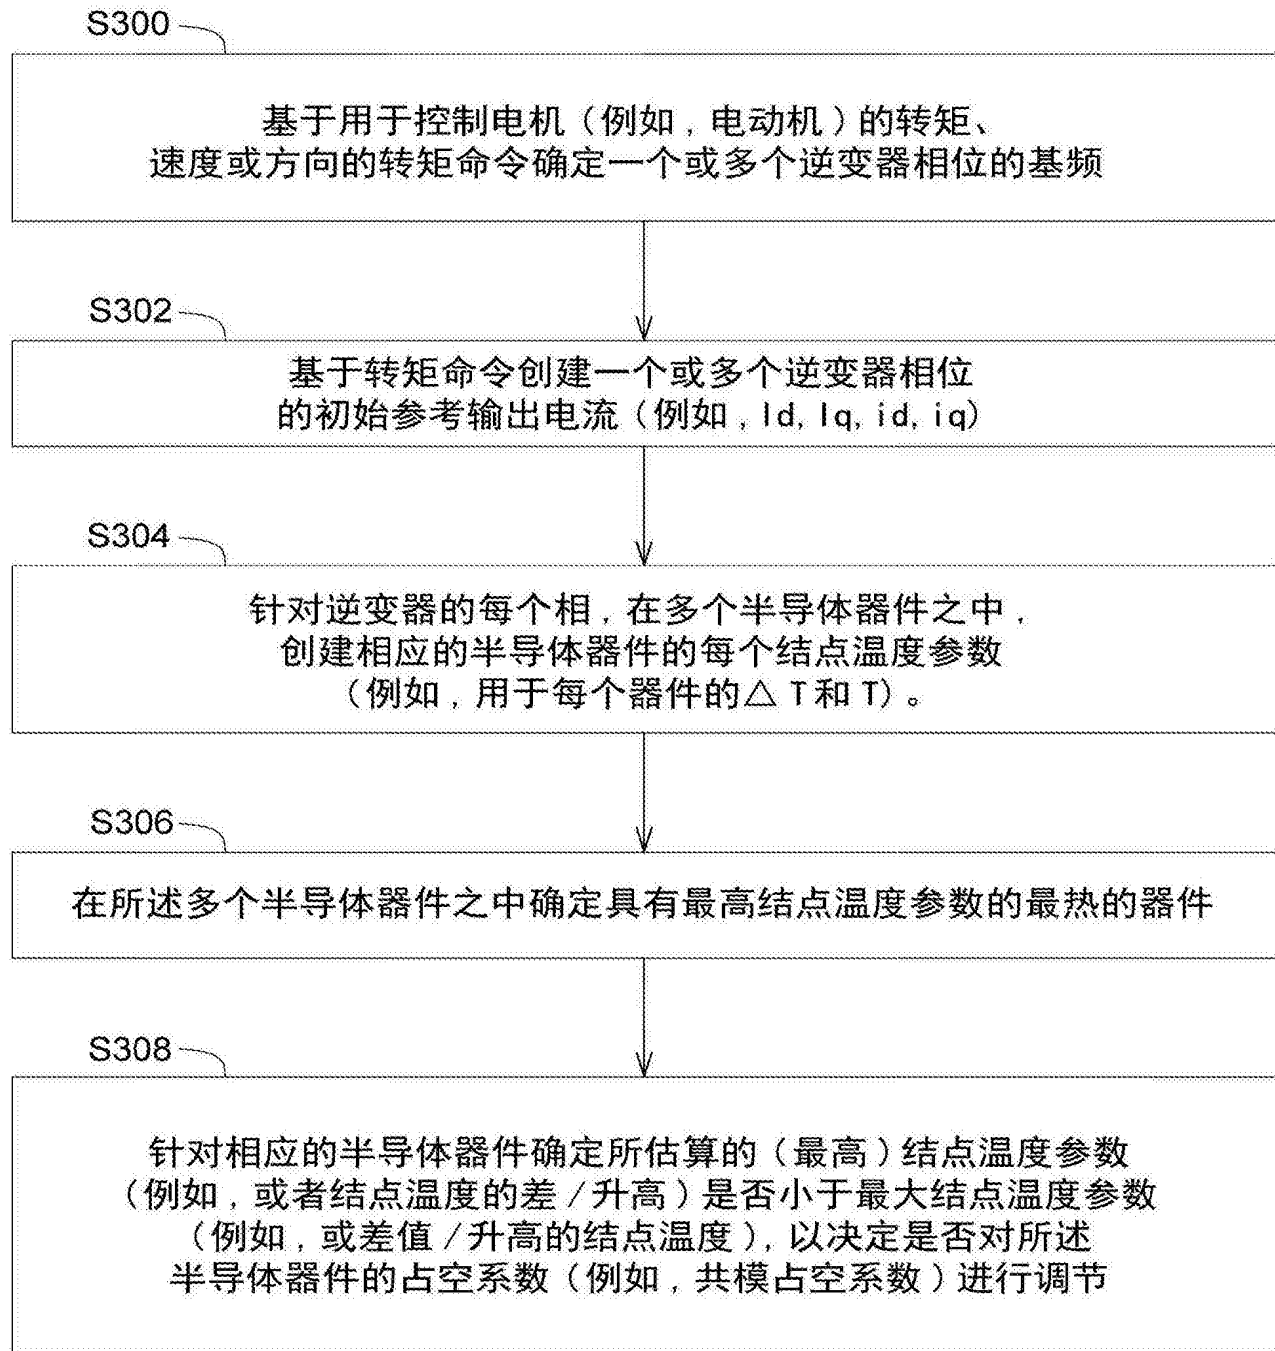 S300
基于用于控制电机（例如，电动机）的转矩、
速度或方向的转矩命令确定一个或多个逆变器相位的基频
S302
基于转矩命令创建一个或多个逆变器相位
的初始参考输出电流（例如，Id, Iq, id, iq)
S304
针对逆变器的每个相，在多个半导体器件之中，
创建相应的半导体器件的每个结点温度参数
（例如，用于每个器件的△ T和 T)。
S306
在所述多个半导体器件之中确定具有最高结点温度参数的最热的器件
S308
针对相应的半导体器件确定所估算的（最高）结点温度参数
（例如，或者结点温度的差/升高）是否小于最大结点温度参数
（例如，或差值/升高的结点温度），以决定是否对所述
半导体器件的占空系数（例如，共模占空系数）进行调节